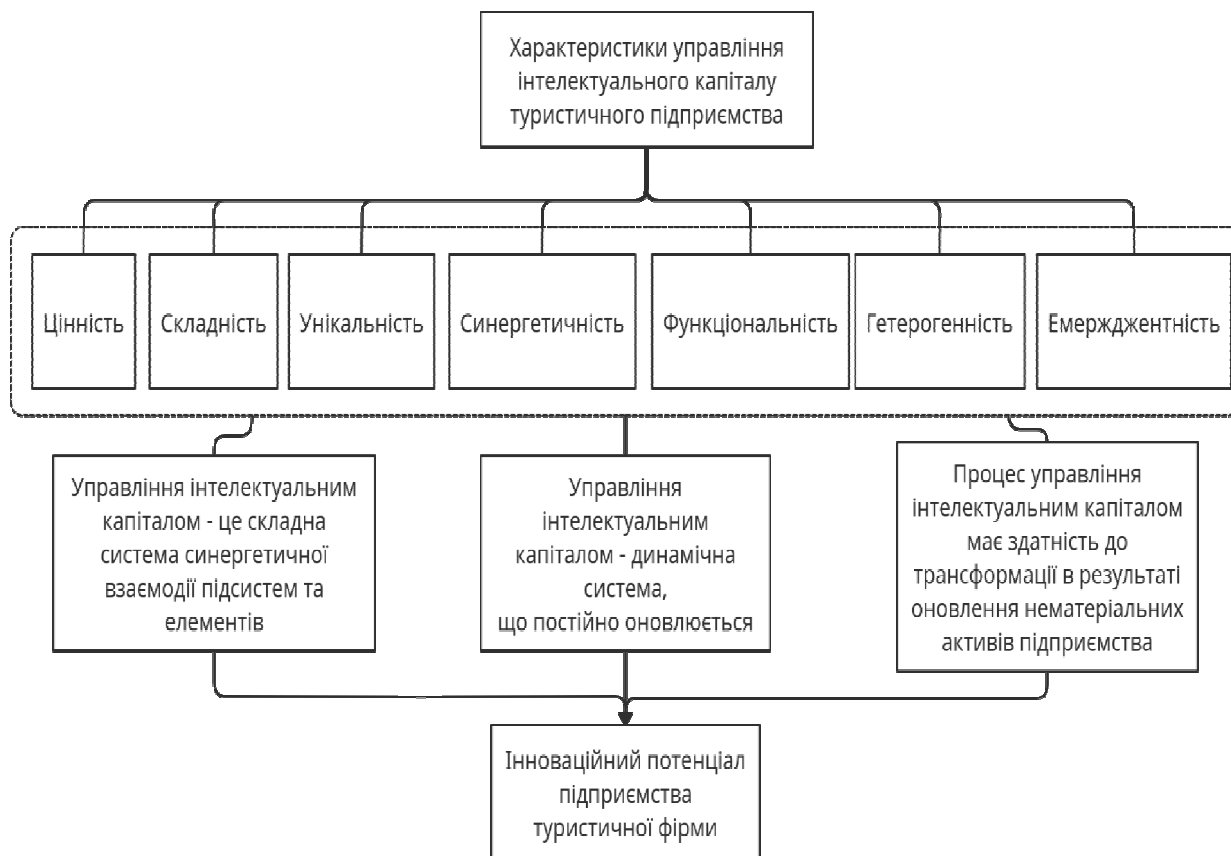 Характеристики управління
інтелектуального капіталу
туристичного підприємства
Цінність
Складність
Унікальність
Синергетичність
Функціональність
Гетерогенність
Емержджентність
Управління інтелектуальним
капіталом - це складна
система синергетичної
взаємодії підсистем та
елементів
Управління
інтелектуальним
капіталом - динамічна
система,
що постійно оновлюється
Процес управління
інтелектуальним капіталом
має здатність до
трансформації в результаті
оновлення нематеріальних
активів підприємства
Інноваційний потенціал
підприємства
туристичної фірми